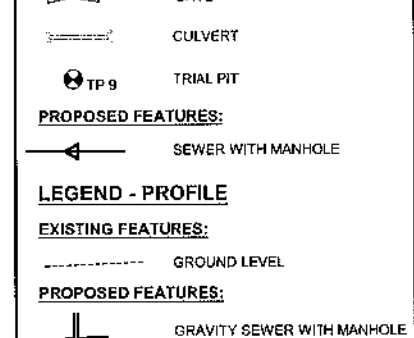 CULVERT
TP 9 TRIAL PIT
PROPOSED FEATURES:
SEWER WITH MANHOLE
LEGEND - PROFILE
EXISTING FEATURES:
GROUND LEVEL
PROPOSED FEATURES:
GRAVITY SEWER WITH MANHOLE